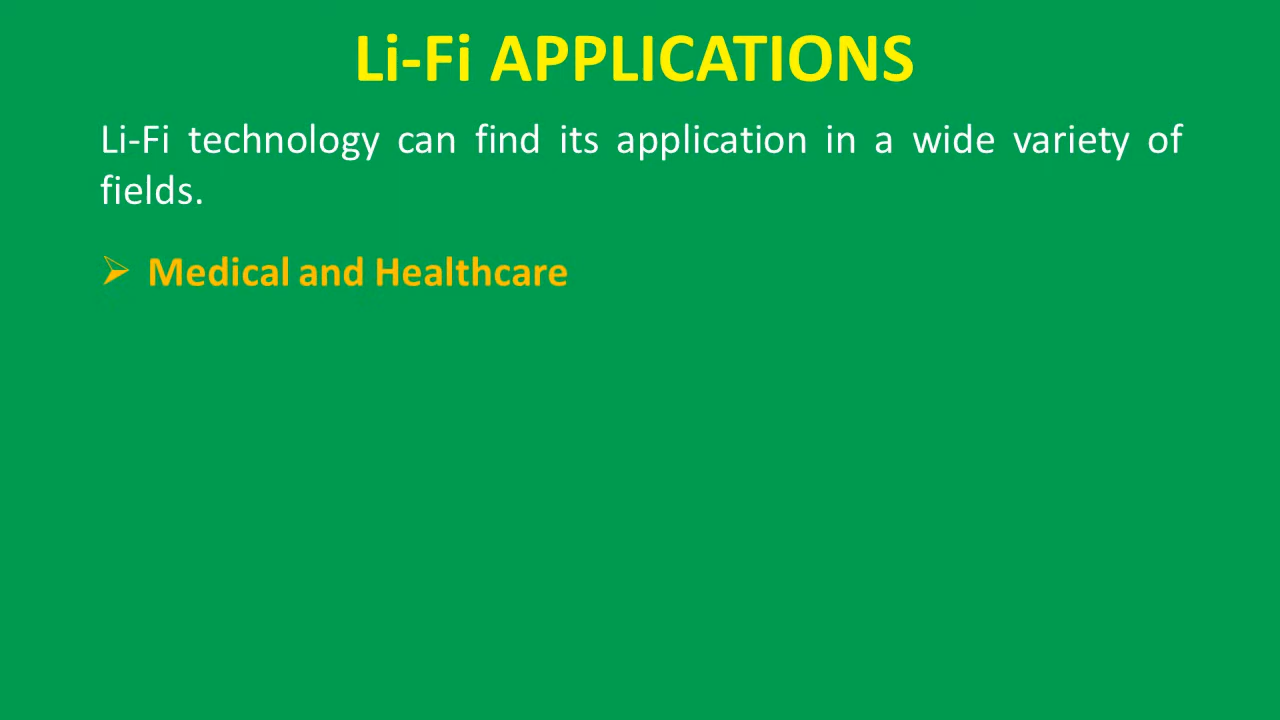 Li-Fi APPLICATIONS
Li-Fi technology can find its application in a wide variety of
fields.
➢ Medical and Healthcare